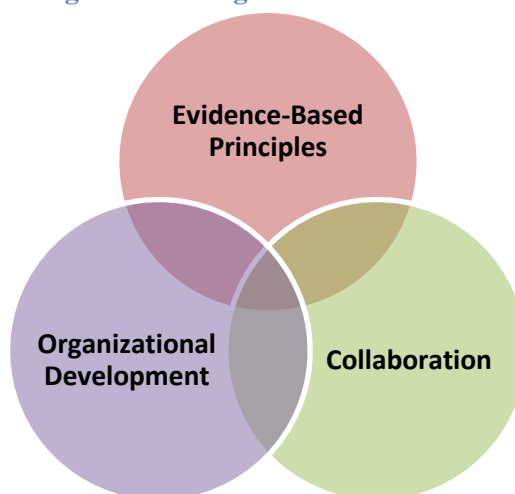 Evidence-Based
Principles
Organizational
Development
Collaboration